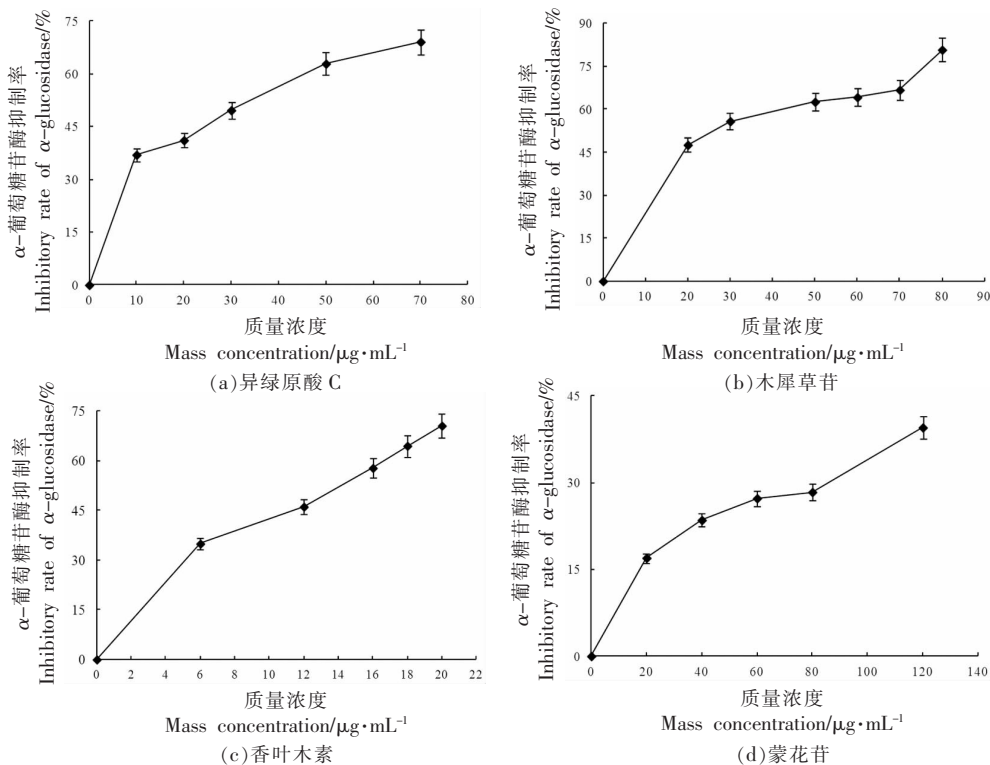 75
60
45
30
15
0
α-葡萄糖苷酶抑制率
Inhibitory rate of α-glucosidase/%
0 10 20 30 40 50 60 70 80
质量浓度
Mass concentration/μg·mL⁻¹
(a)异绿原酸 C
90
75
60
45
30
15
0
α-葡萄糖苷酶抑制率
Inhibitory rate of α-glucosidase/%
0 10 20 30 40 50 60 70 80 90
质量浓度
Mass concentration/μg·mL⁻¹
(b)木犀草苷
75
60
45
30
15
0
α-葡萄糖苷酶抑制率
Inhibitory rate of α-glucosidase/%
0 2 4 6 8 10 12 14 16 18 20 22
质量浓度
Mass concentration/μg·mL⁻¹
(c)香叶木素
45
30
15
0
α-葡萄糖苷酶抑制率
Inhibitory rate of α-glucosidase/%
0 20 40 60 80 100 120 140
质量浓度
Mass concentration/μg·mL⁻¹
(d)蒙花苷